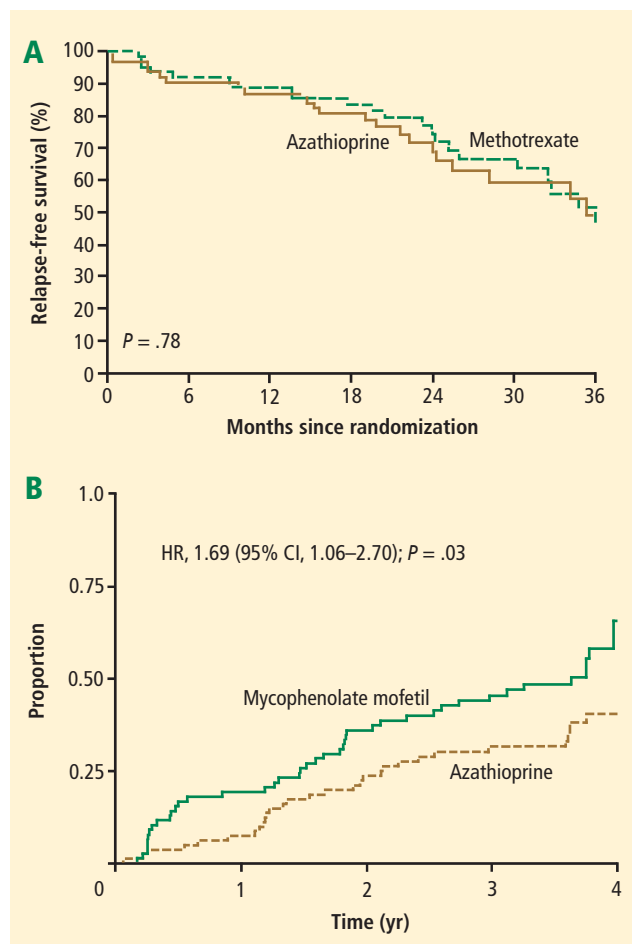 A
Relapse-free survival (%)
100
90
80
70
60
50
40
30
20
10
0
Azathioprine
Methotrexate
P = .78
0 6 12 18 24 30 36
Months since randomization
B
Proportion
1.0
0.75
0.50
0.25
HR, 1.69 (95% CI, 1.06–2.70); P = .03
Mycophenolate mofetil
Azathioprine
0 1 2 3 4
Time (yr)